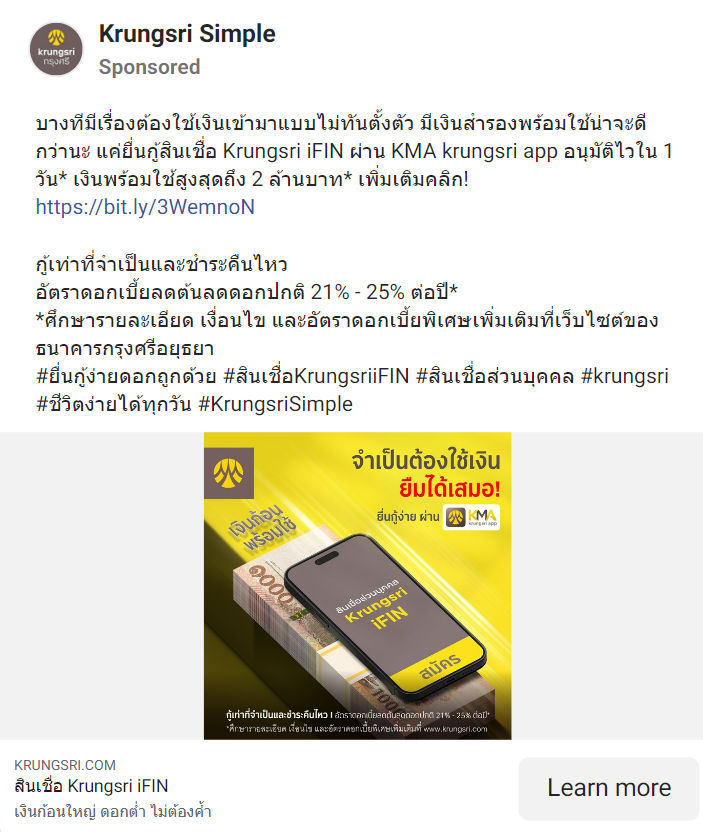 krungsri
กรุงศรี
Krungsri Simple
Sponsored
บางทีมีเรื่องต้องใช้เงินเข้ามาแบบไม่ทันตั้งตัว มีเงินสำรองพร้อมใช้น่าจะดี
กว่านะ แค่ยื่นกู้สินเชื่อ Krungsri iFIN ผ่าน KMA krungsri app อนุมัติไวใน 1
วัน* เงินพร้อมใช้สูงสุดถึง 2 ล้านบาท* เพิ่มเติมคลิก!
https://bit.ly/3WemnoN
กู้เท่าที่จำเป็นและชำระคืนไหว
อัตราดอกเบี้ยลดต้นลดดอกปกติ 21% - 25% ต่อปี*
*ศึกษารายละเอียด เงื่อนไข และอัตราดอกเบี้ยพิเศษเพิ่มเติมที่เว็บไซต์ของ
ธนาคารกรุงศรีอยุธยา
#ยื่นกู้ง่ายดอกถูกด้วย #สินเชื่อKrungsriiFIN #สินเชื่อส่วนบุคคล #krungsri
#ชีวิตง่ายได้ทุกวัน #KrungsriSimple
จำเป็นต้องใช้เงิน
ยืมได้เสมอ!
ยื่นกู้ง่าย ผ่าน KMA
krungsri app
เงินก้อน
พร้อมใช้
๑๐๐๐
สินเชื่อส่วนบุคคล
Krungsri
iFIN
สมัคร
1000
กู้เท่าที่จำเป็นและชำระคืนไหว I อัตราดอกเบี้ยลดต้นลดดอกปกติ 21% - 25% ต่อปี*
*ศึกษารายละเอียด เงื่อนไข และอัตราดอกเบี้ยพิเศษเพิ่มเติมที่ www.krungsri.com
KRUNGSRI.COM
สินเชื่อ Krungsri iFIN
เงินก้อนใหญ่ ดอกต่ำ ไม่ต้องค้ำ
Learn more